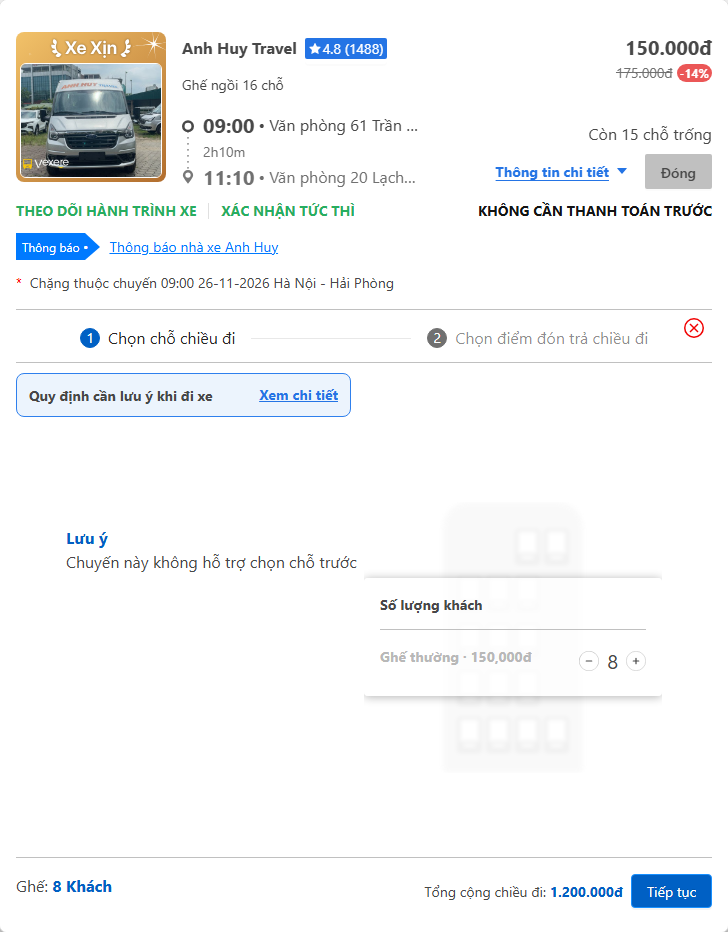 Xe Xịn
ANH HUY TRAVEL
vexere
Anh Huy Travel
4.8 (1488)
Ghế ngồi 16 chỗ
09:00 • Văn phòng 61 Trần ...
2h10m
11:10 • Văn phòng 20 Lạch...
150.000đ
175.000đ -14%
Còn 15 chỗ trống
Thông tin chi tiết
Đóng
THEO DÕI HÀNH TRÌNH XE
XÁC NHẬN TỨC THÌ
KHÔNG CẦN THANH TOÁN TRƯỚC
Thông báo •
Thông báo nhà xe Anh Huy
* Chặng thuộc chuyến 09:00 26-11-2026 Hà Nội - Hải Phòng
1 Chọn chỗ chiều đi
2 Chọn điểm đón trả chiều đi
Quy định cần lưu ý khi đi xe
Xem chi tiết
Lưu ý
Chuyến này không hỗ trợ chọn chỗ trước
Số lượng khách
Ghế thường · 150,000đ
− 8 +
Ghế: 8 Khách
Tổng cộng chiều đi: 1.200.000đ
Tiếp tục